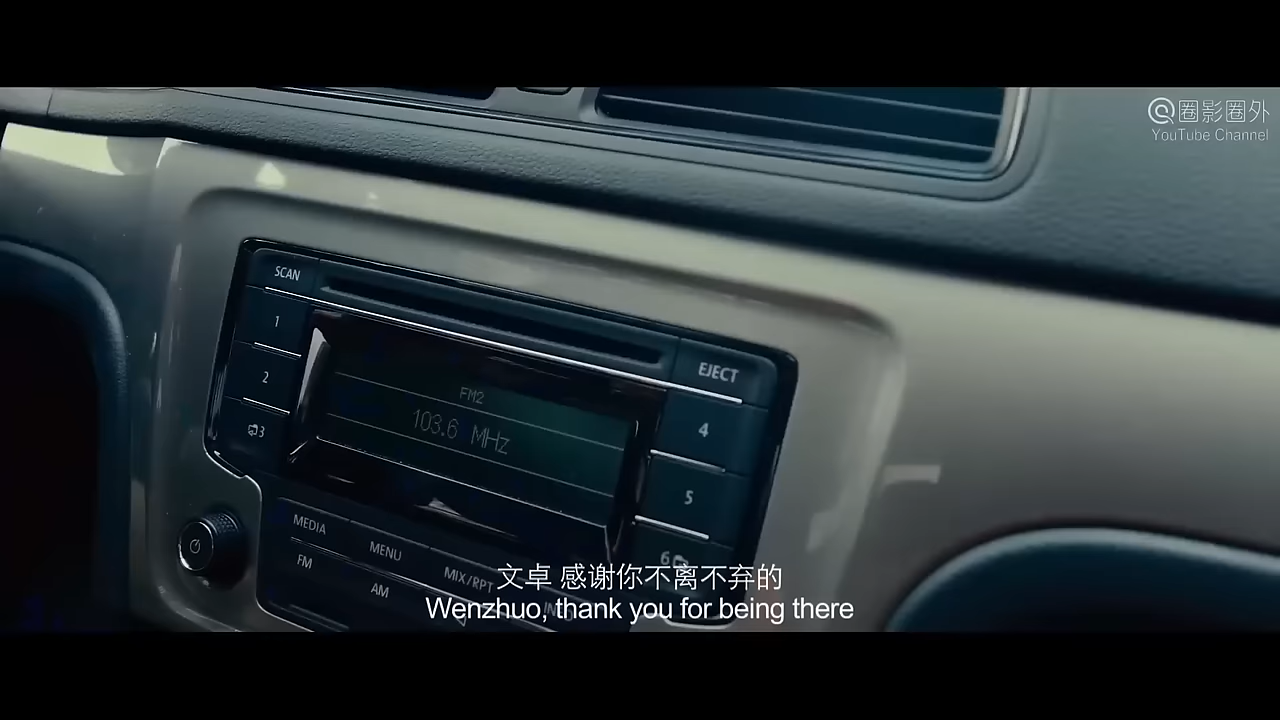 圈影圈外
YouTube Channel
SCAN
1
2
3
EJECT
4
5
6
FM2
103.6 MHz
MEDIA
MENU
MIX/RPT
FM
AM
文卓 感谢你不离不弃的
Wenzhuo, thank you for being there